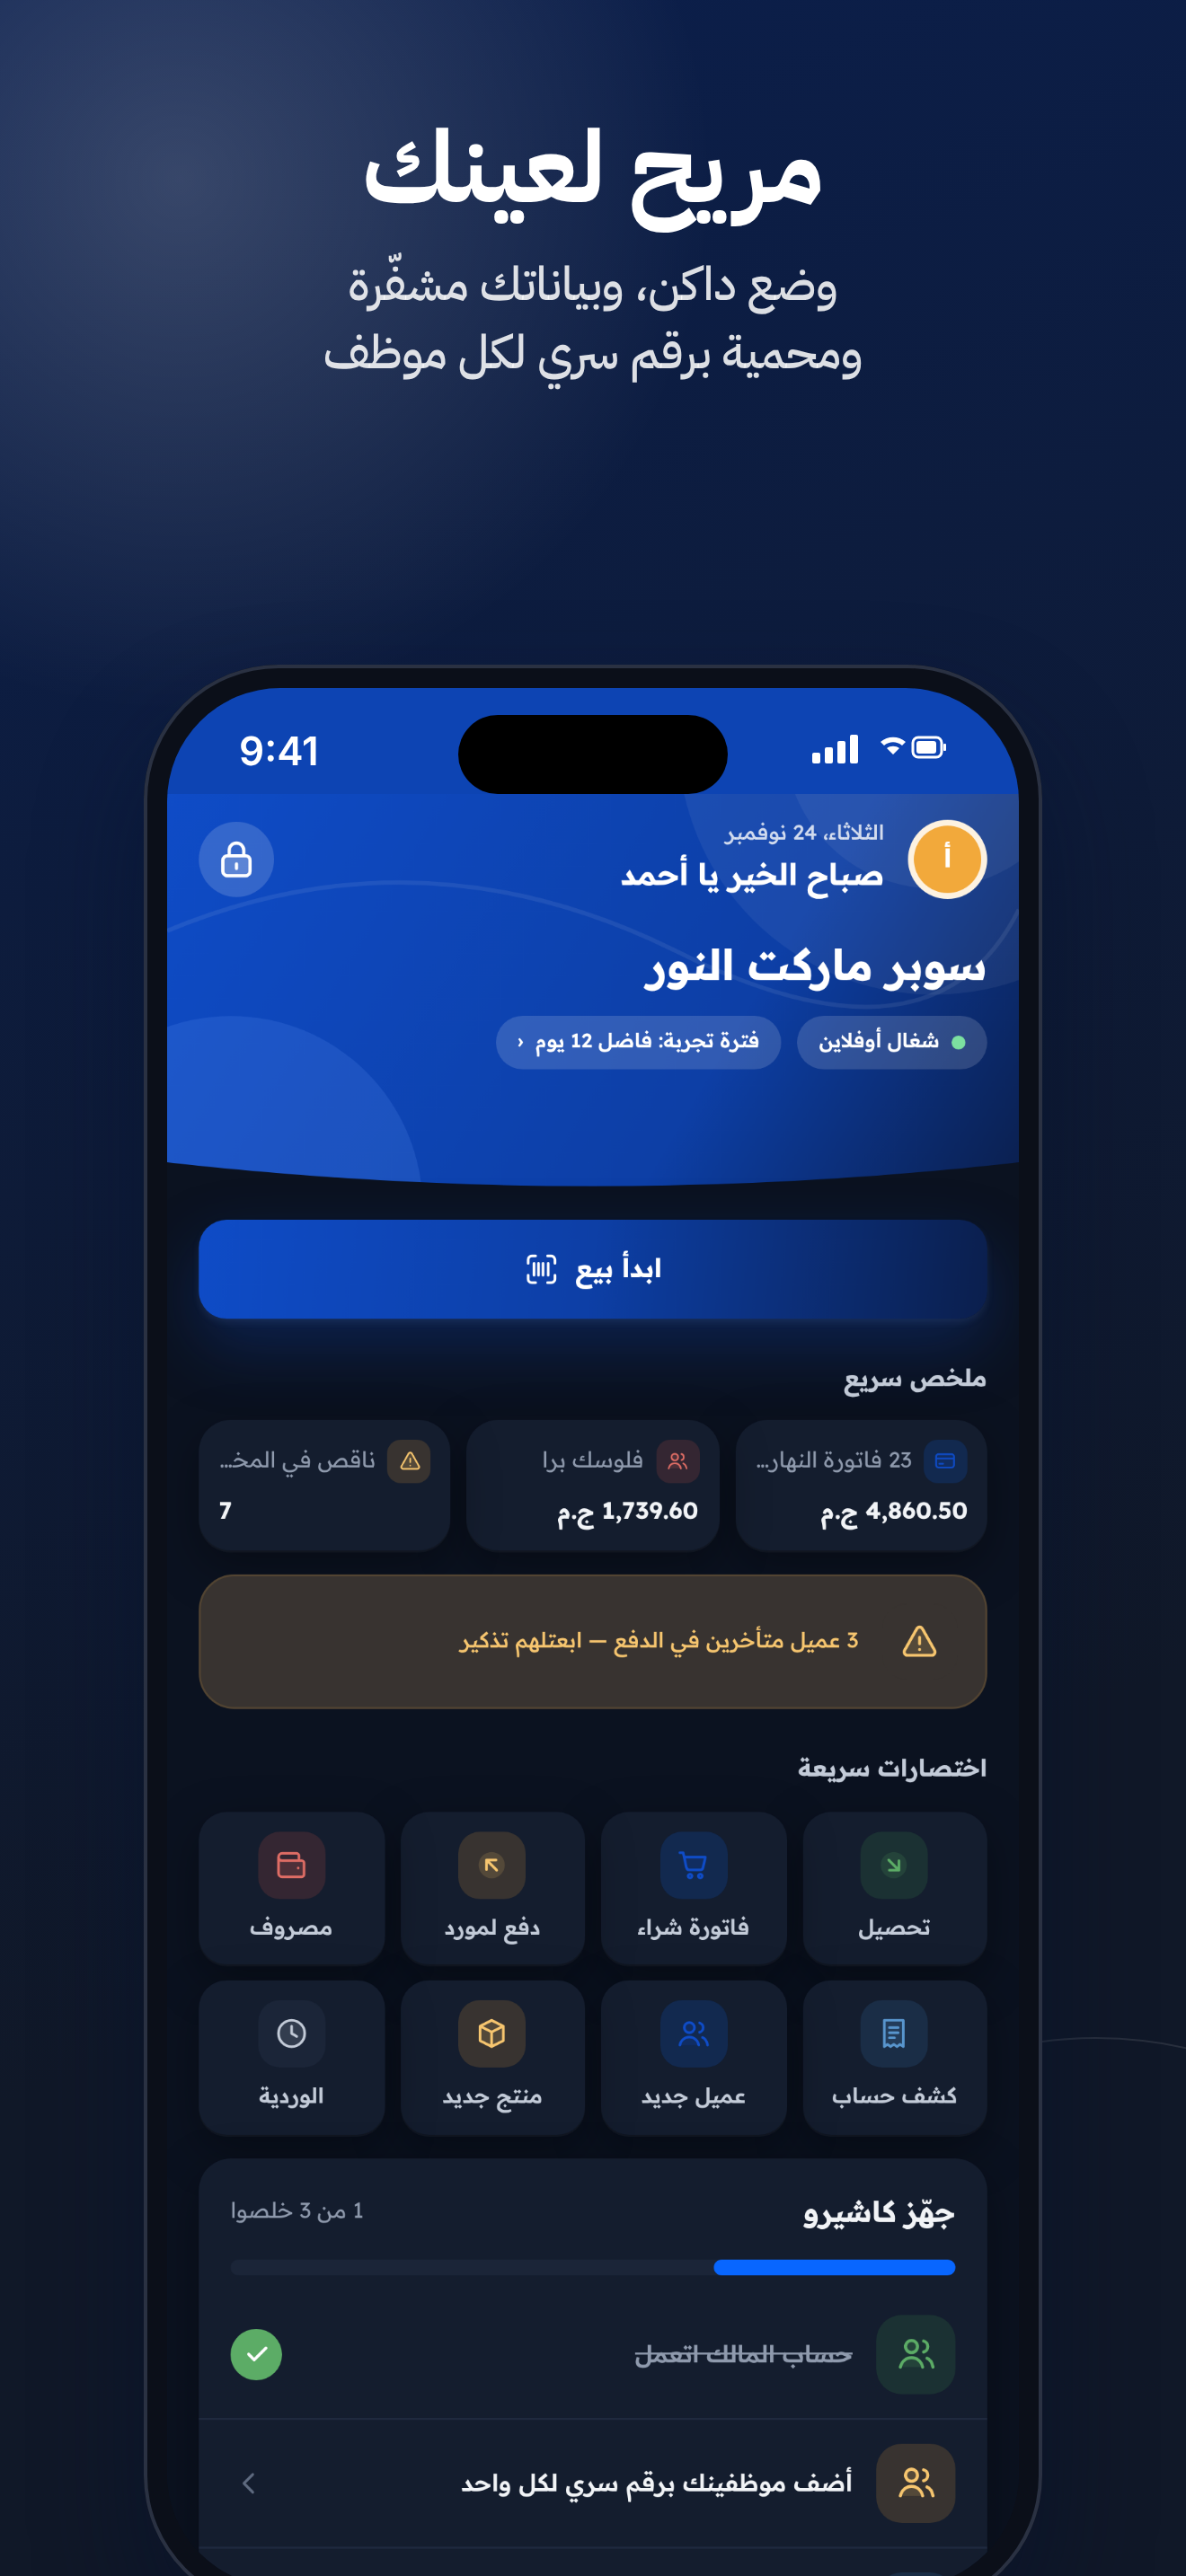 مريح لعينك
وضع داكن، وبياناتك مشفّرة
ومحمية برقم سري لكل موظف
9:41
أ
الثلاثاء، 24 نوفمبر
صباح الخير يا أحمد
سوبر ماركت النور
شغال أوفلاين
فترة تجربة: فاضل 12 يوم ‹
ابدأ بيع
ملخص سريع
23 فاتورة النهار...
4,860.50 ج.م
فلوسك برا
1,739.60 ج.م
ناقص في المخ...
7
3 عميل متأخرين في الدفع — ابعتلهم تذكير
اختصارات سريعة
تحصيل
فاتورة شراء
دفع لمورد
مصروف
كشف حساب
عميل جديد
منتج جديد
الوردية
جهّز كاشيرو
1 من 3 خلصوا
حساب المالك اتعمل
أضف موظفينك برقم سري لكل واحد